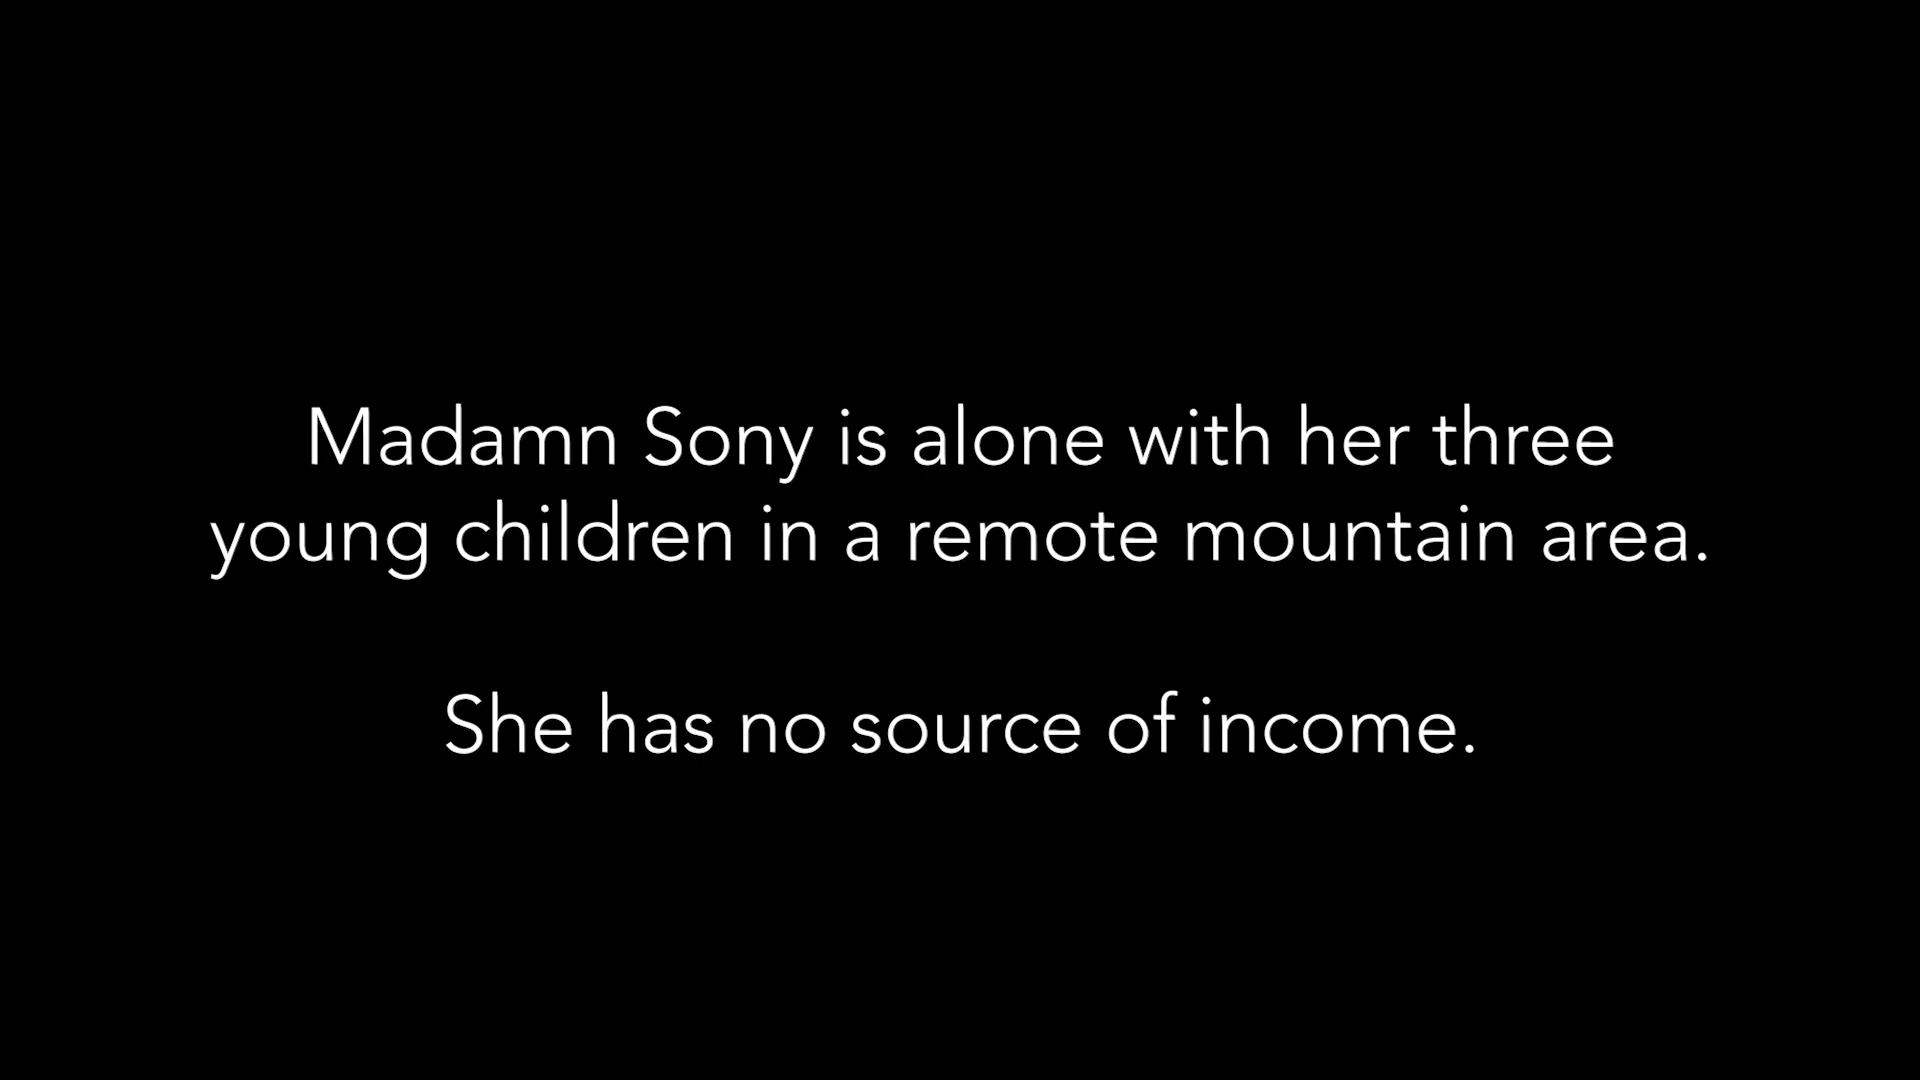 Madamn Sony is alone with her three
young children in a remote mountain area.
She has no source of income.